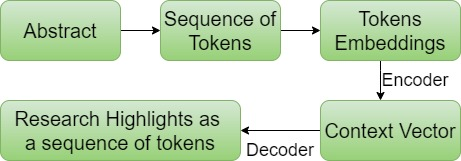 Abstract
Sequence of
Tokens
Tokens
Embeddings
Encoder
Context Vector
Decoder
Research Highlights as
a sequence of tokens